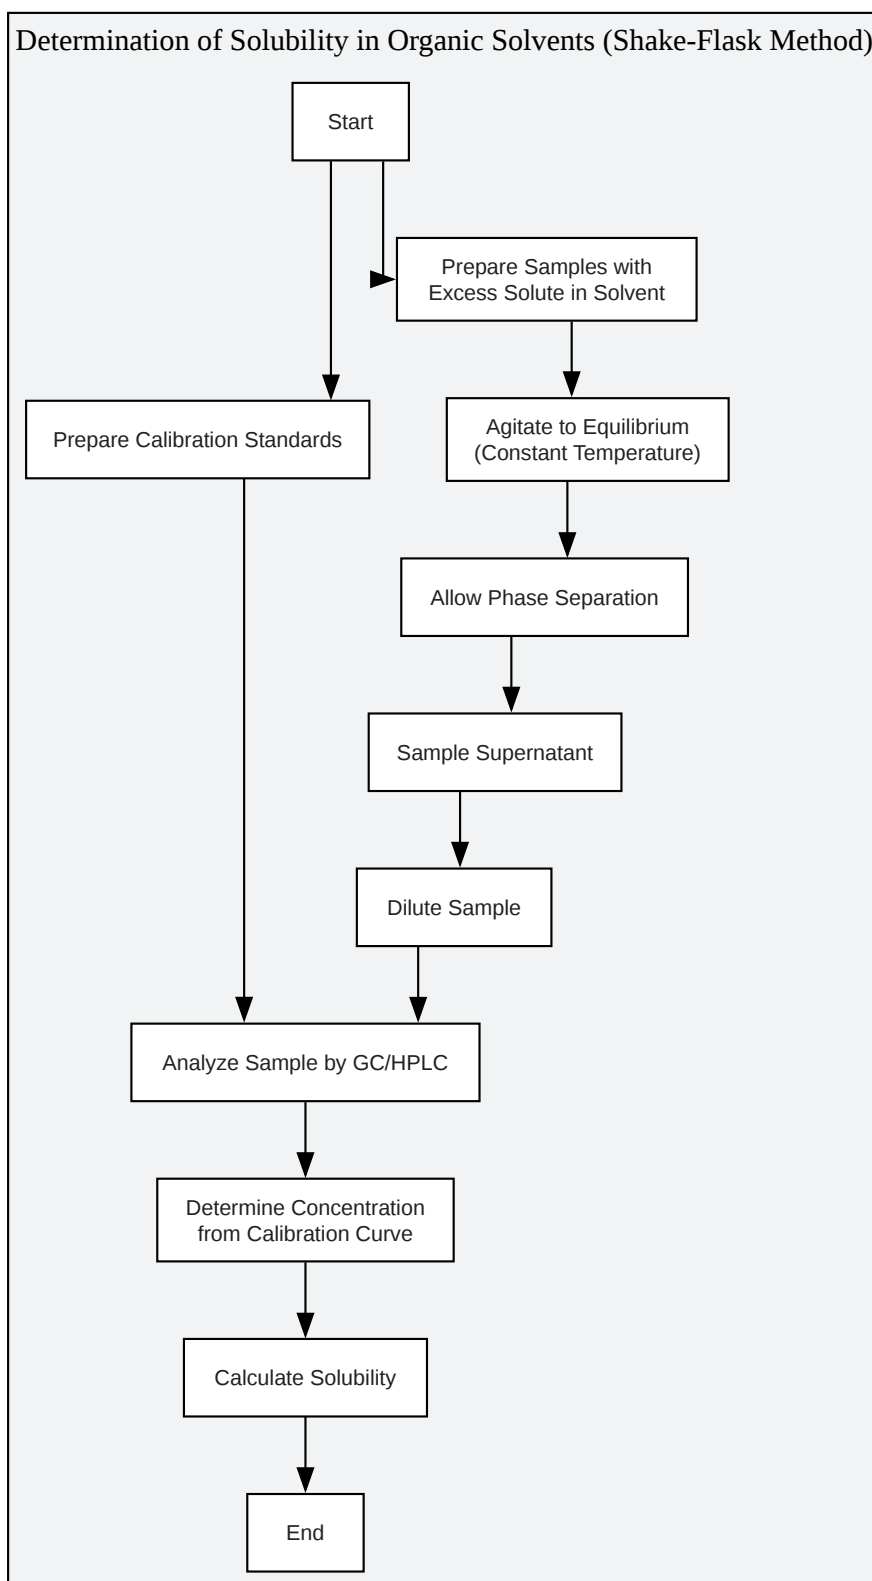 Determination of Solubility in Organic Solvents (Shake-Flask Method)
Start
Prepare Samples with
Excess Solute in Solvent
Prepare Calibration Standards
Agitate to Equilibrium
(Constant Temperature)
Allow Phase Separation
Sample Supernatant
Dilute Sample
Analyze Sample by GC/HPLC
Determine Concentration
from Calibration Curve
Calculate Solubility
End